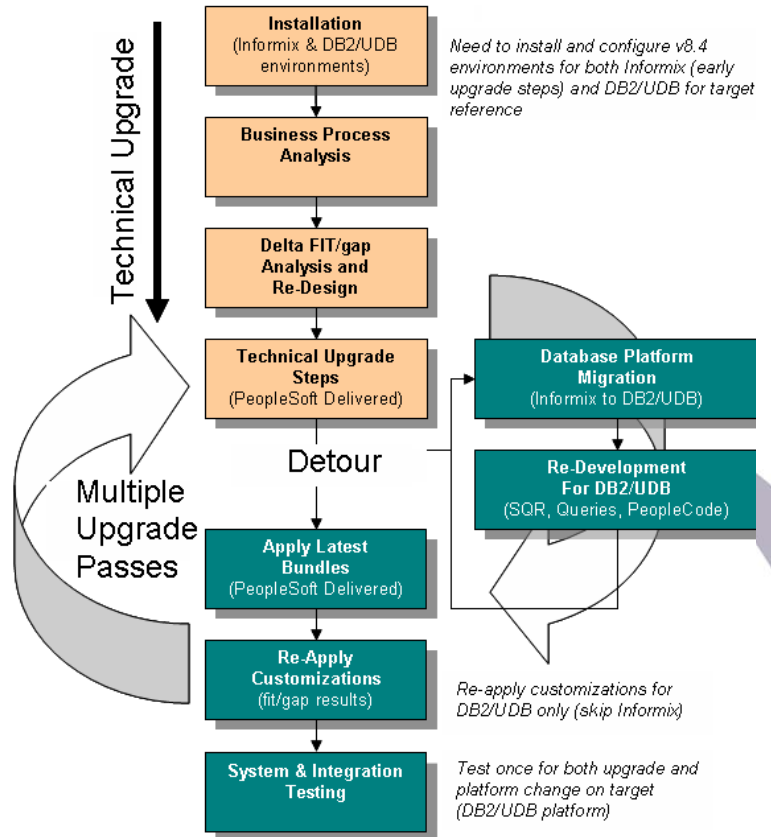 Installation
(Informix & DB2/UDB
environments)
Need to install and configure v8.4
environments for both Informix (early
upgrade steps) and DB2/UDB for target
reference
Technical Upgrade
Business Process
Analysis
Delta FIT/gap
Analysis and
Re-Design
Technical Upgrade
Steps
(PeopleSoft Delivered)
Database Platform
Migration
(Informix to DB2/UDB)
Detour
Re-Development
For DB2/UDB
(SQR, Queries, PeopleCode)
Multiple
Upgrade
Passes
Apply Latest
Bundles
(PeopleSoft Delivered)
Re-Apply
Customizations
(fit/gap results)
Re-apply customizations for
DB2/UDB only (skip Informix)
System & Integration
Testing
Test once for both upgrade and
platform change on target
(DB2/UDB platform)